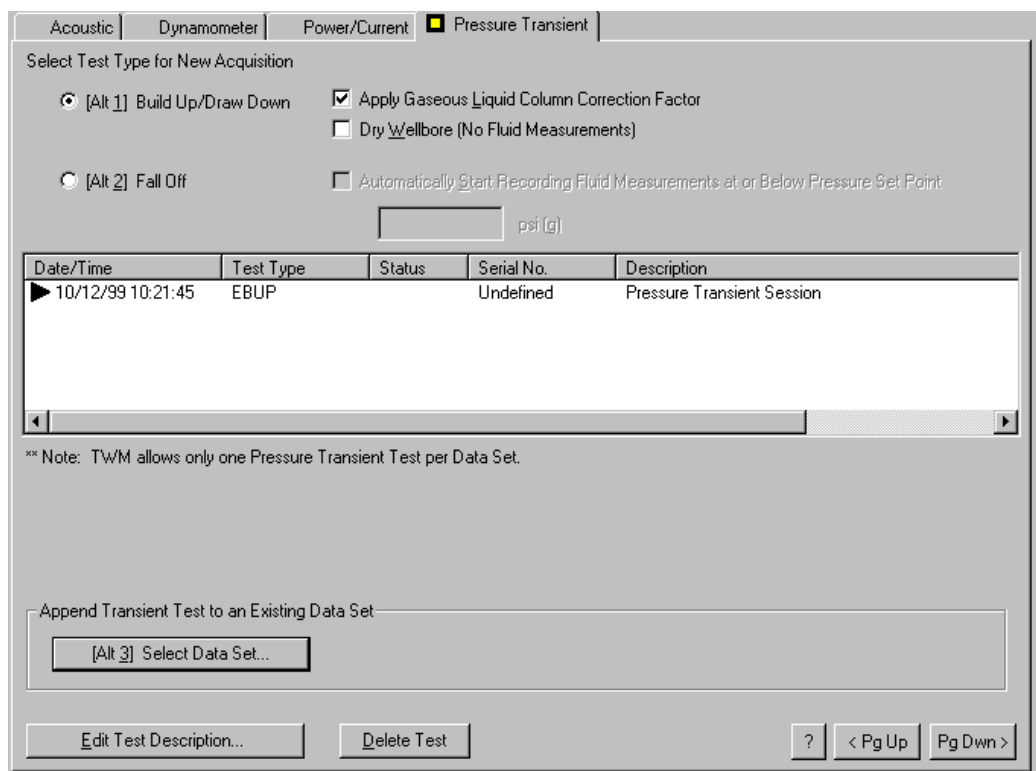 Acoustic Dynamometer Power/Current Pressure Transient
Select Test Type for New Acquisition
[Alt 1] Build Up/Draw Down Apply Gaseous Liquid Column Correction Factor
Dry Wellbore (No Fluid Measurements)
[Alt 2] Fall Off Automatically Start Recording Fluid Measurements at or Below Pressure Set Point
psi (g)
Date/Time Test Type Status Serial No. Description
10/12/99 10:21:45 EBUP Undefined Pressure Transient Session
** Note: TWM allows only one Pressure Transient Test per Data Set.
Append Transient Test to an Existing Data Set
[Alt 3] Select Data Set...
Edit Test Description... Delete Test ? < Pg Up Pg Dwn >